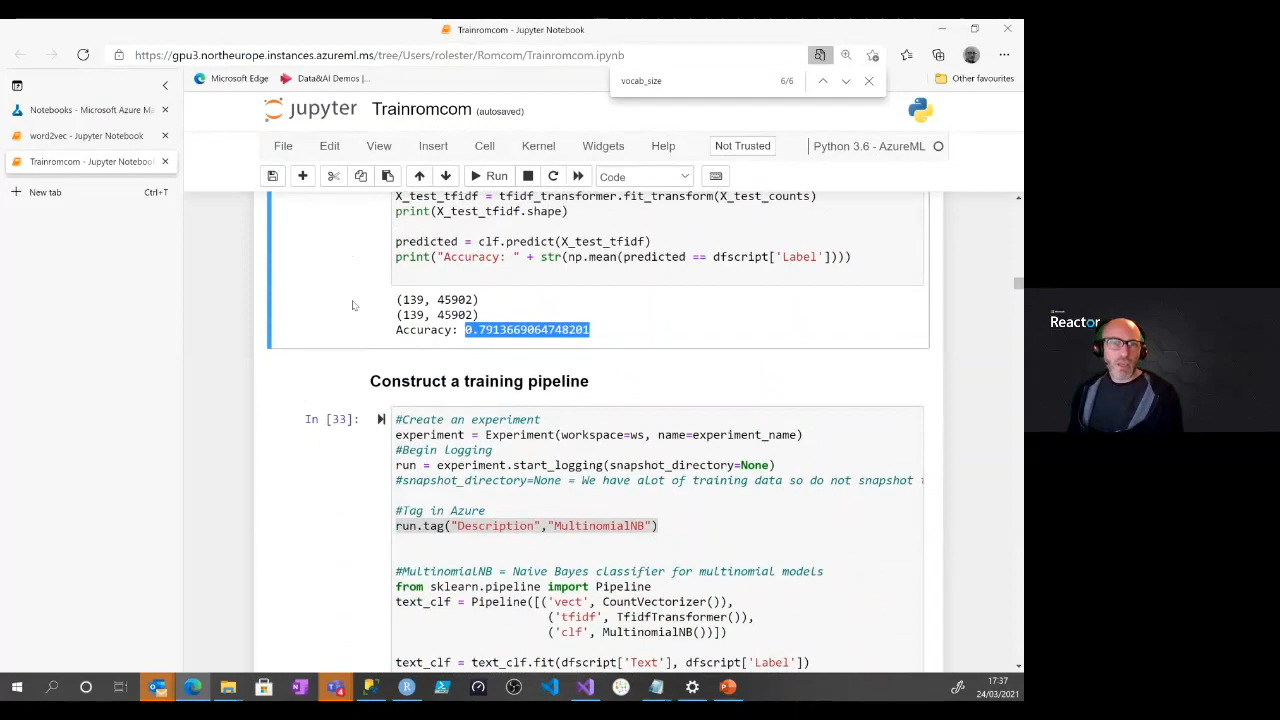 Trainromcom - Jupyter Notebook
https://gpu3.northeurope.instances.azureml.ms/tree/Users/rolester/Romcom/Trainromcom.ipynb
Microsoft Edge
Data&AI Demos |...
vocab_size
6/6
Other favourites
Notebooks - Microsoft Azure Ma
word2vec - Jupyter Notebook
Trainromcom - Jupyter Notebo
New tab
Ctrl+T
jupyter Trainromcom (autosaved)
File Edit View Insert Cell Kernel Widgets Help
Not Trusted
Python 3.6 - AzureML
Run
Code
X_test_tfidf = tfidf_transformer.fit_transform(X_test_counts)
print(X_test_tfidf.shape)
predicted = clf.predict(X_test_tfidf)
print("Accuracy: " + str(np.mean(predicted == dfscript['Label'])))
(139, 45902)
(139, 45902)
Accuracy: 0.7913669064748201
Construct a training pipeline
In [33]:
#Create an experiment
experiment = Experiment(workspace=ws, name=experiment_name)
#Begin logging
run = experiment.start_logging(snapshot_directory=None)
#snapshot_directory=None = We have alot of training data so do not snapshot
#Tag in Azure
run.tag("Description","MultinomialNB")
#MultinomialNB = Naive Bayes classifier for multinomial models
from sklearn.pipeline import Pipeline
text_clf = Pipeline([('vect', CountVectorizer()),
('tfidf', TfidfTransformer()),
('clf', MultinomialNB())])
text_clf = text_clf.fit(dfscript['Text'], dfscript['Label'])
17:37
24/03/2021
Reactor